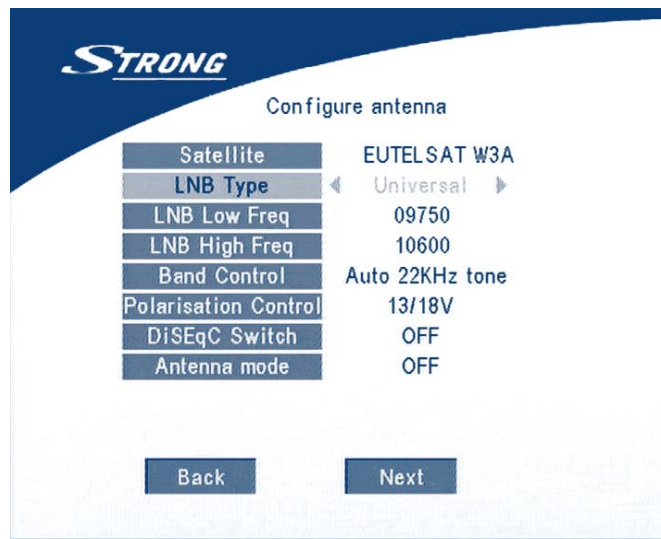 STRONG
Configure antenna
Satellite EUTELSAT W3A
LNB Type Universal
LNB Low Freq 09750
LNB High Freq 10600
Band Control Auto 22KHz tone
Polarisation Control 13/18V
DiSEqC Switch OFF
Antenna mode OFF
Back Next